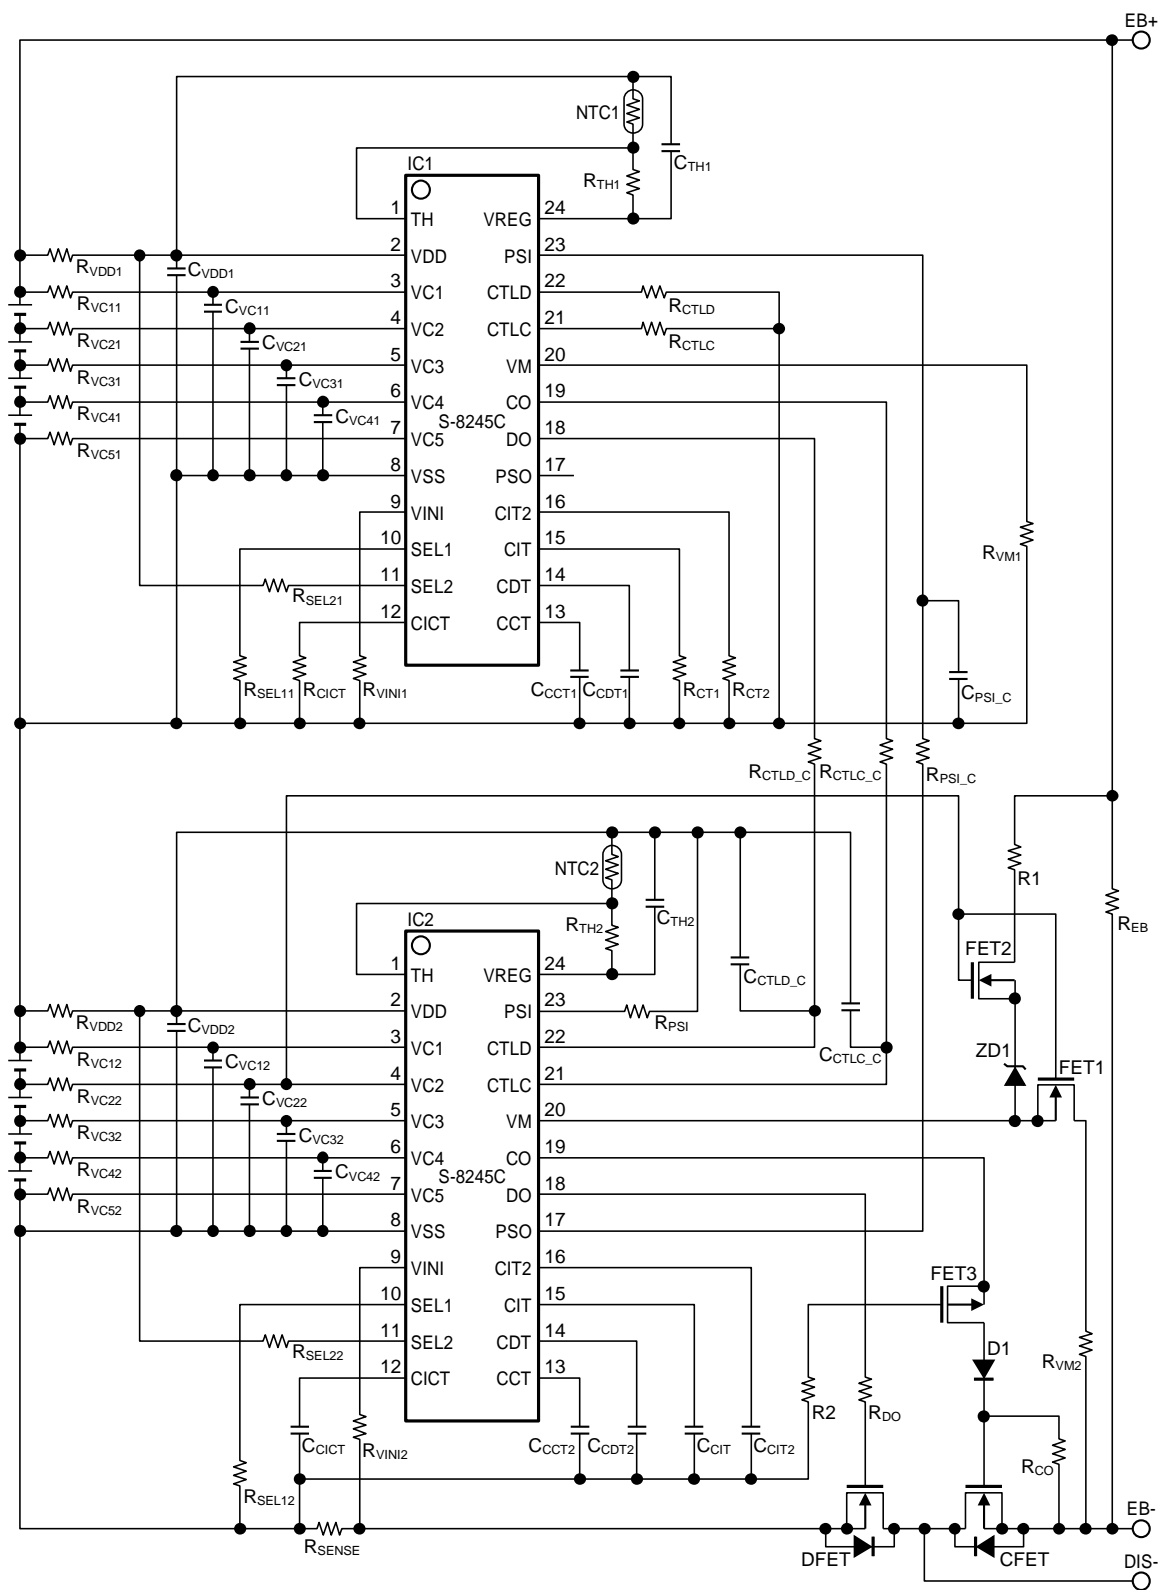 EB+
NTC1
CTH1
RTH1
IC1
1 TH VREG 24
RVDD1 CVDD1 2 VDD PSI 23
RVC11 CVC11 3 VC1 CTLD 22 RCTLD
RVC21 CVC21 4 VC2 CTLC 21 RCTLC
RVC31 CVC31 5 VC3 VM 20
RVC41 CVC41 6 VC4 CO 19
S-8245C
RVC51 7 VC5 DO 18
8 VSS PSO 17
9 VINI CIT2 16
10 SEL1 CIT 15
RVM1
RSEL21 11 SEL2 CDT 14
12 CICT CCT 13
RSEL11 RCICT RVINI1 CCCT1 CCDT1 RCT1 RCT2 CPSI_C
RCTLD_C RCTLC_C RPSI_C
NTC2
R1
IC2
RTH2 CTH2 REB
FET2
CCTLD_C
1 TH VREG 24
RVDD2 CVDD2 2 VDD PSI 23 RPSI
CCTLC_C
RVC12 CVC12 3 VC1 CTLD 22
ZD1 FET1
RVC22 CVC22 4 VC2 CTLC 21
RVC32 CVC32 5 VC3 VM 20
RVC42 CVC42 6 VC4 CO 19
S-8245C
RVC52 7 VC5 DO 18
8 VSS PSO 17
9 VINI CIT2 16
FET3
10 SEL1 CIT 15
RSEL22 11 SEL2 CDT 14
D1
RVM2
12 CICT CCT 13
R2 RDO
CCICT RVINI2 CCCT2 CCDT2 CCIT CCIT2
RCO
RSEL12
EB-
RSENSE
DFET CFET
DIS-